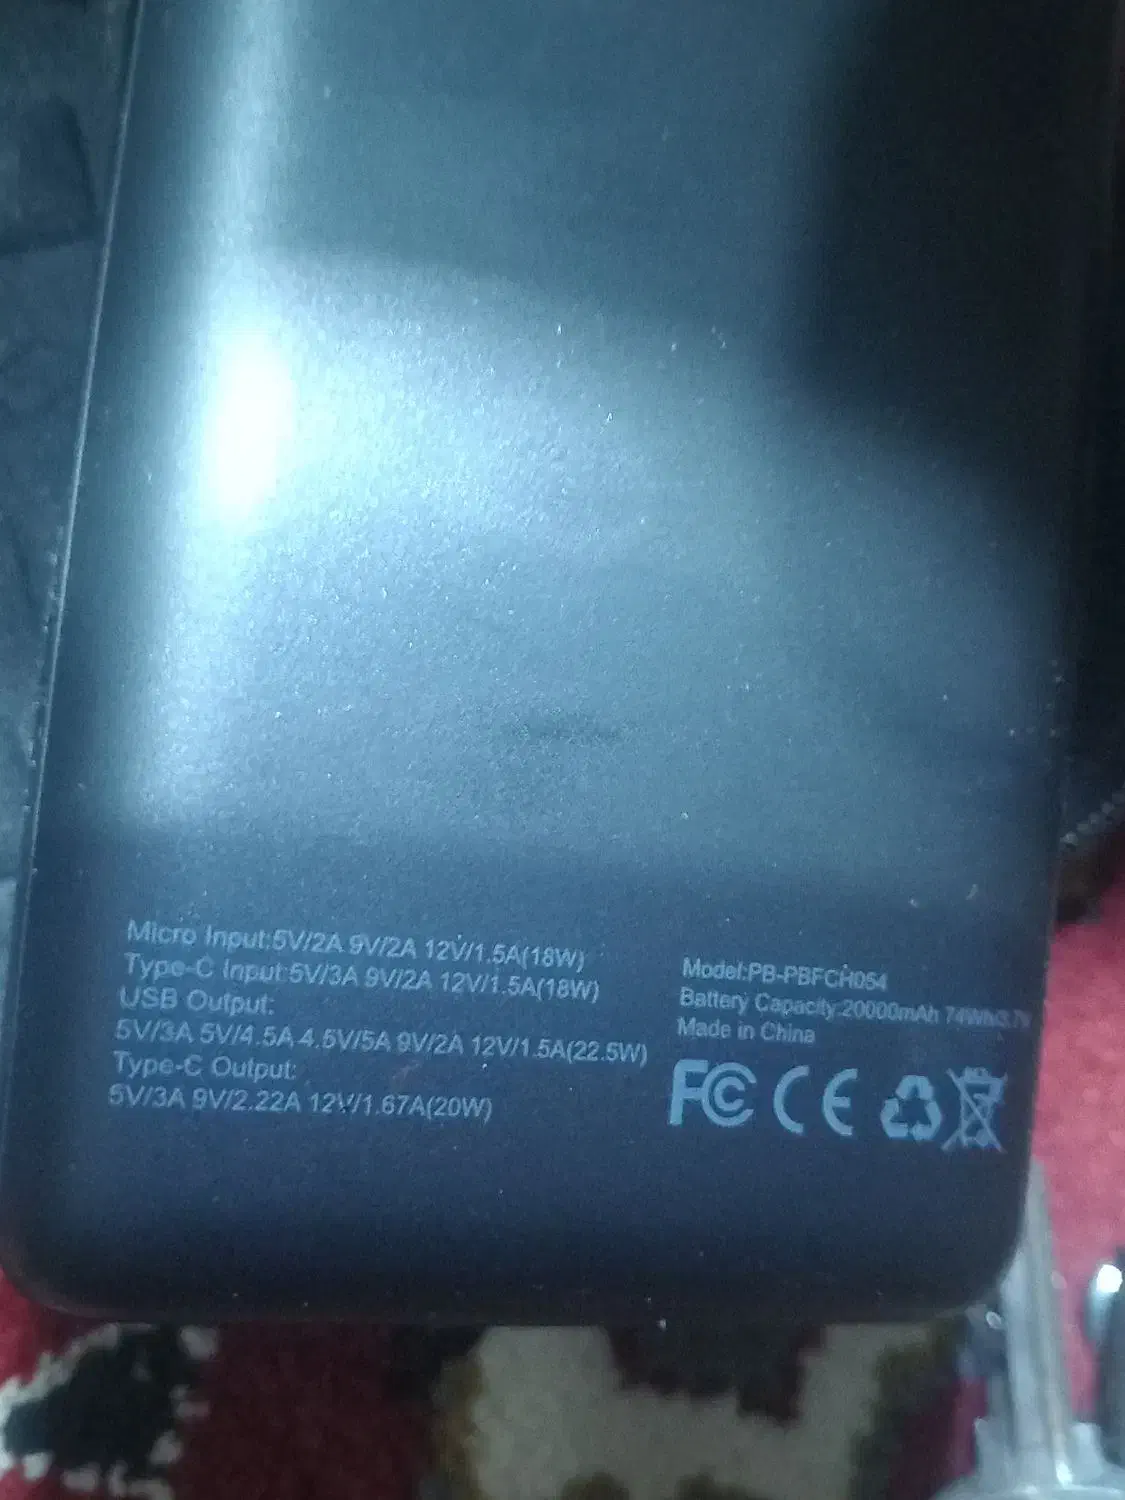 Micro Input:5V/2A 9V/2A 12V/1.5A(18W)
Type-C Input:5V/3A 9V/2A 12V/1.5A(18W)
USB Output:
5V/3A 5V/4.5A 4.5V/5A 9V/2A 12V/1.5A(22.5W)
Type-C Output:
5V/3A 9V/2.22A 12V/1.67A(20W)
Model:PB-PBFCH054
Battery Capacity:20000mAh 74Wh/3.7V
Made in China
FC CE